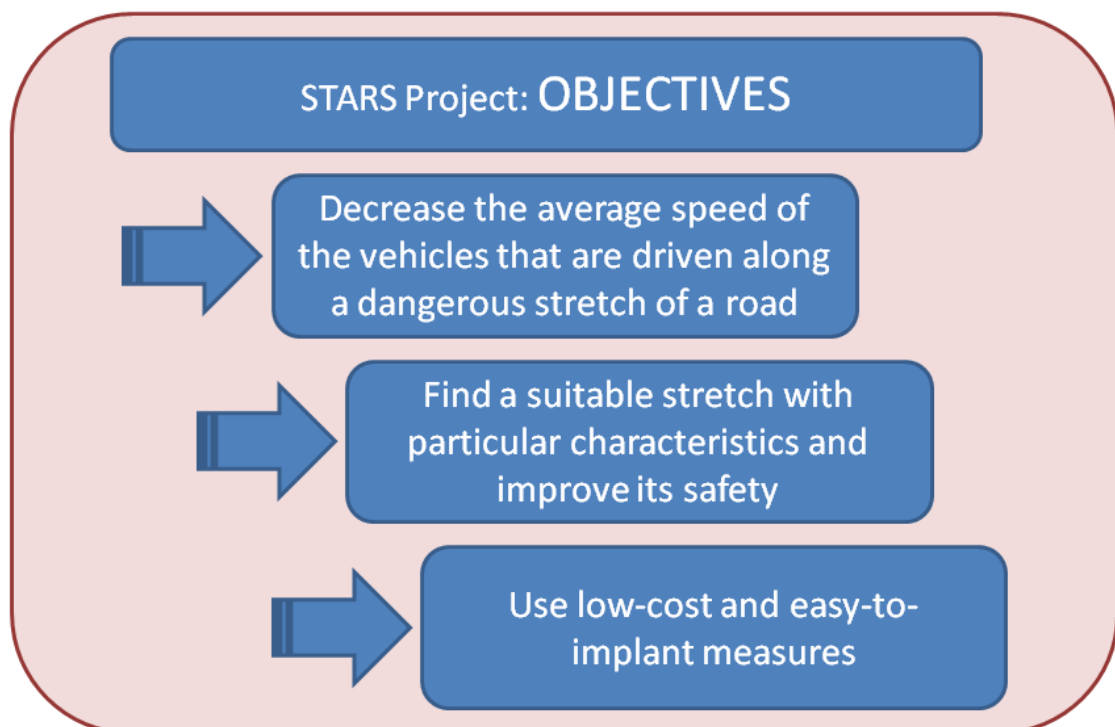 STARS Project: OBJECTIVES
Decrease the average speed of
the vehicles that are driven along
a dangerous stretch of a road
Find a suitable stretch with
particular characteristics and
improve its safety
Use low-cost and easy-to-
implant measures